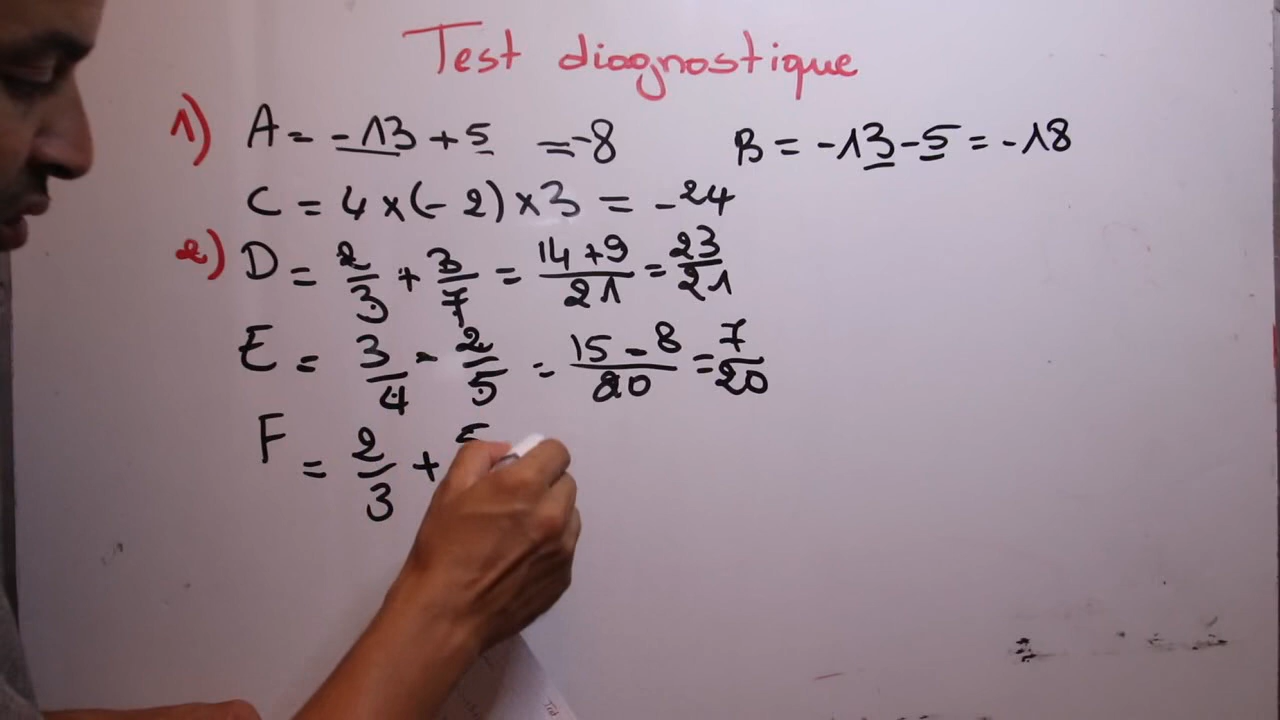 Test diagnostique
1) A = -13 + 5 = -8 B = -13 - 5 = -18
C = 4 × (- 2) × 3 = - 24
2) D = 2/3 + 3/7 = (14 + 9)/21 = 23/21
E = 3/4 - 2/5 = (15 - 8)/20 = 7/20
F = 2/3 +